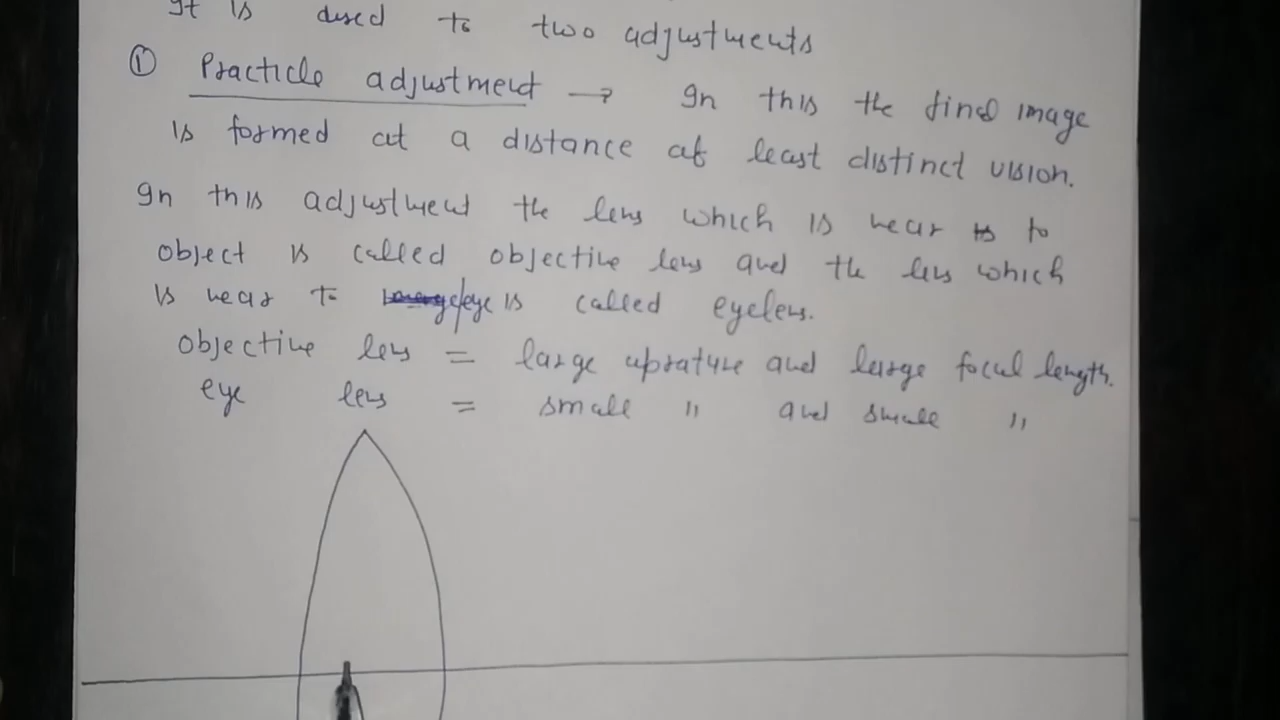 It is used to two adjustments
① Practicle adjustment → In this the final image
is formed at a distance of least distinct vision.
In this adjustment the lens which is near to
object is called objective lens and the lens which
is near to eye is called eyelens.
objective lens = large aprature and large focal length.
eye lens = small " and small "